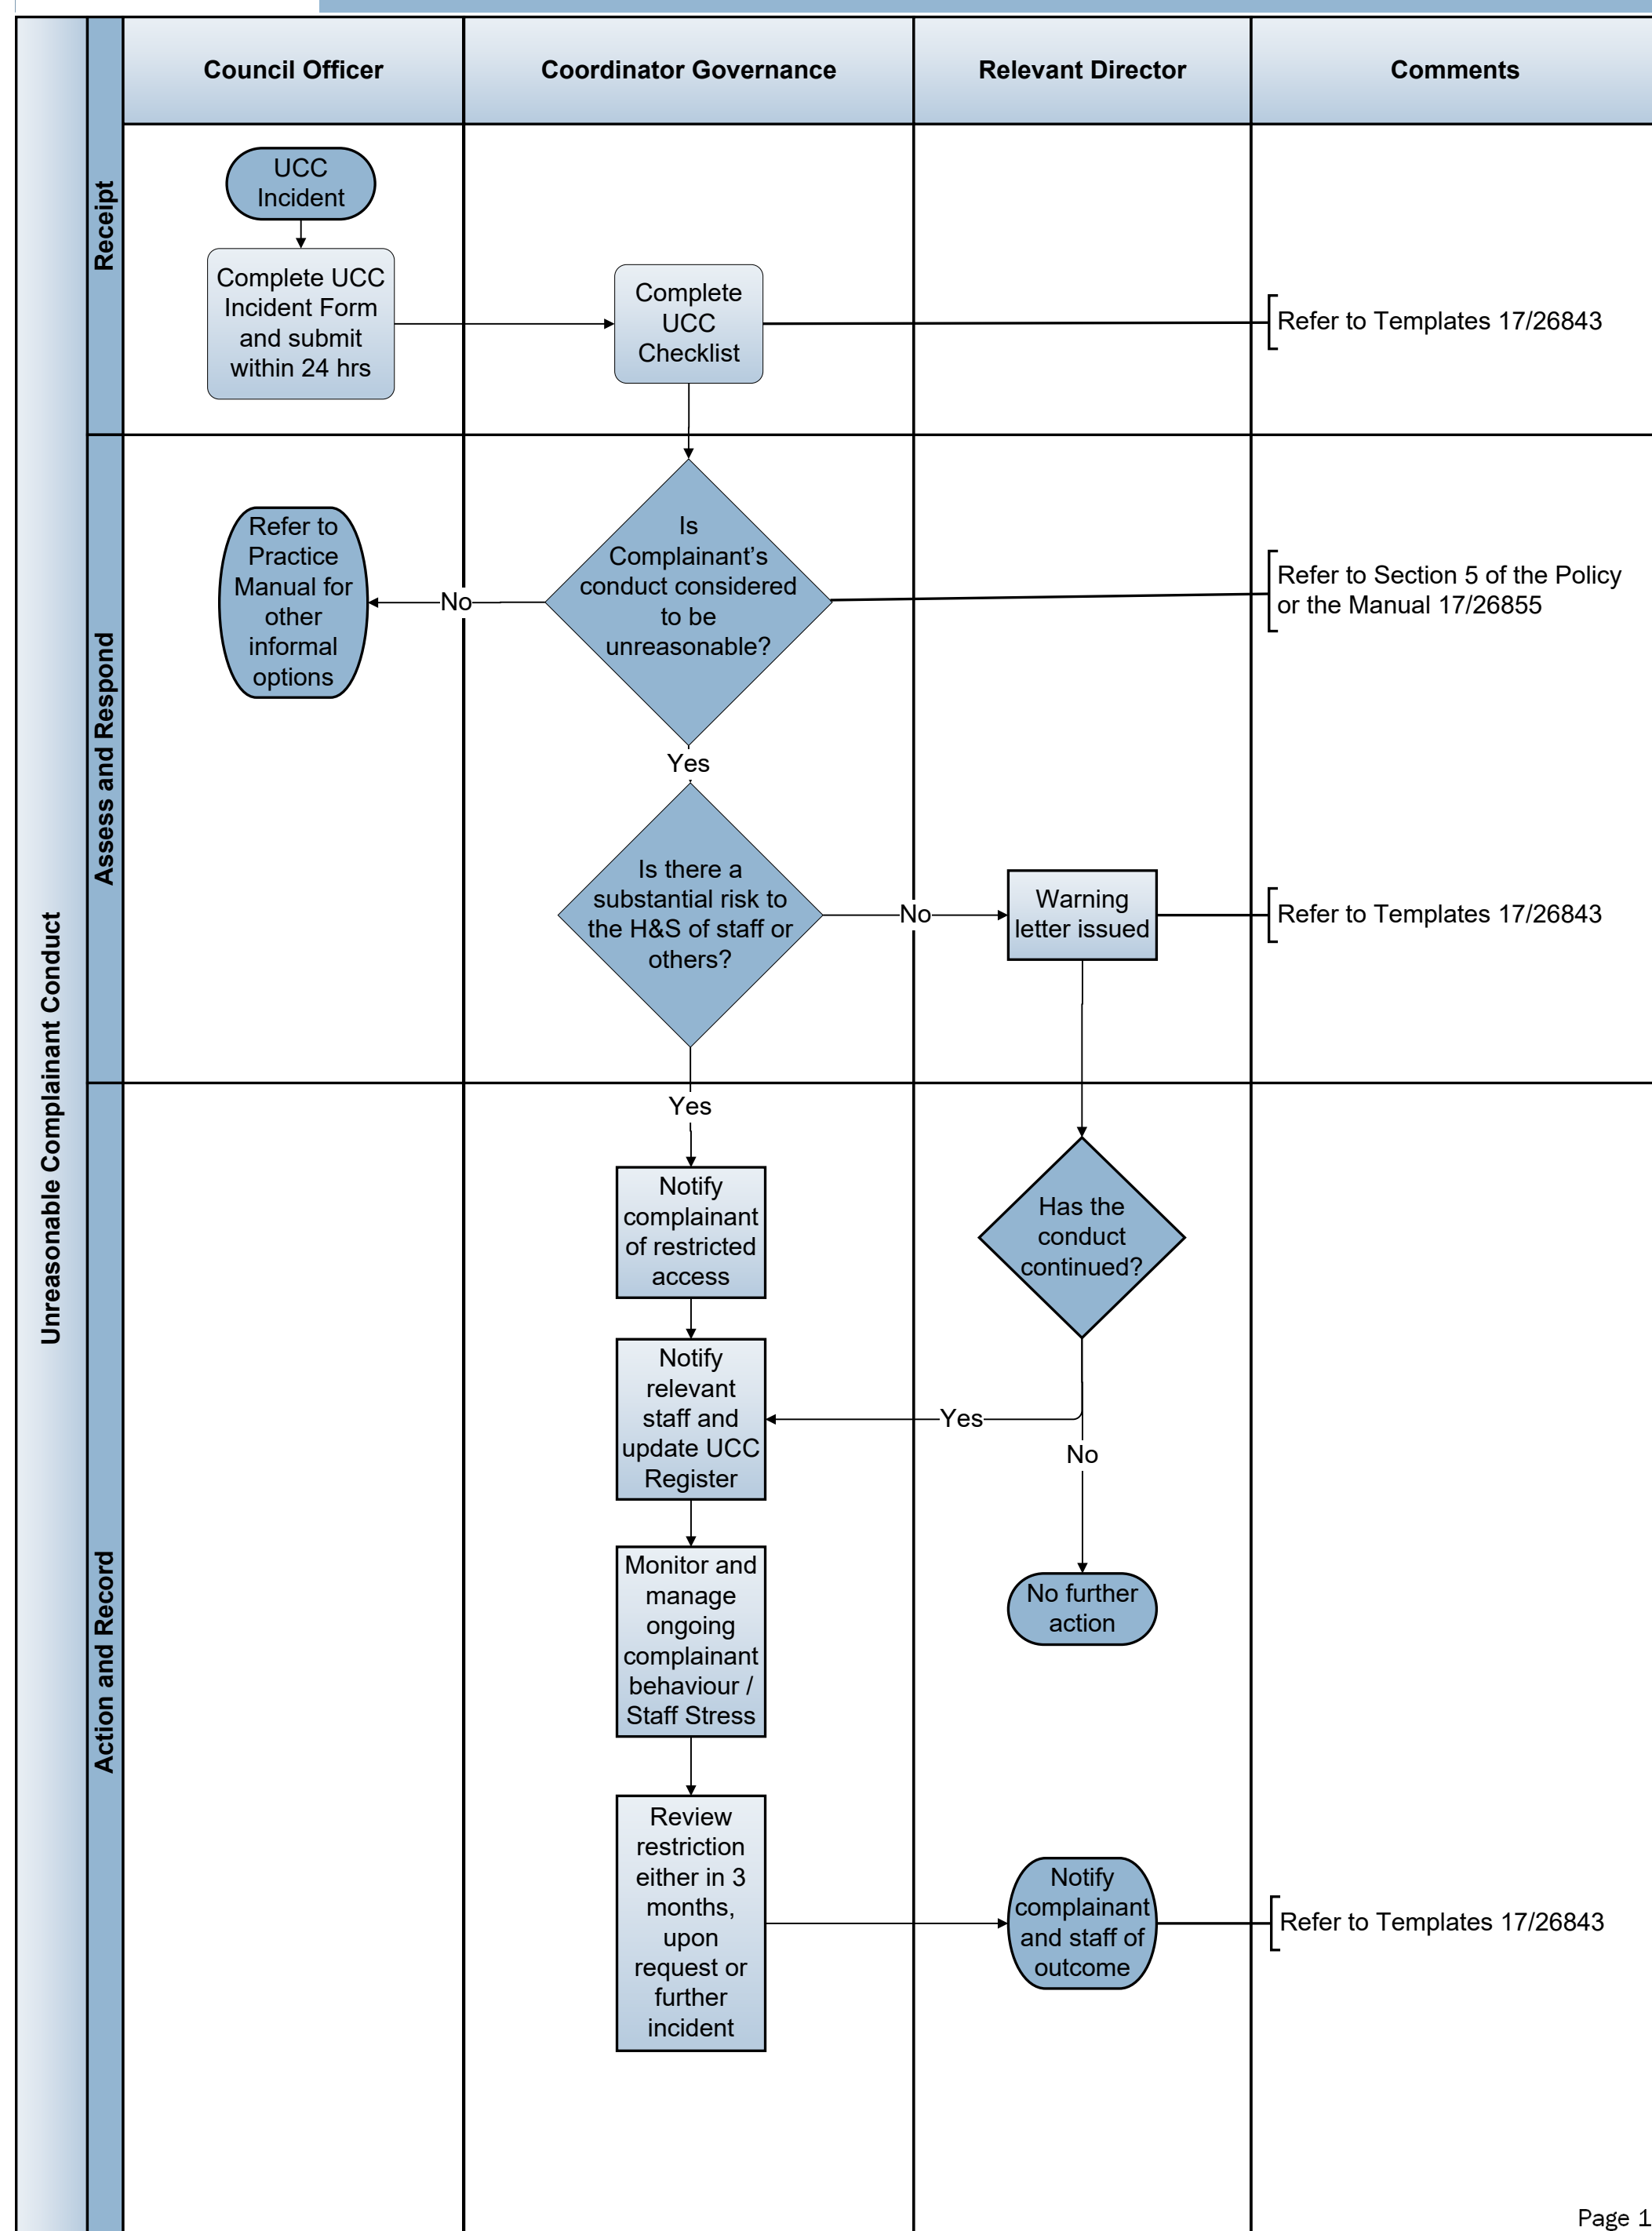 Council Officer
Coordinator Governance
Relevant Director
Comments
Unreasonable Complainant Conduct
Receipt
UCC
Incident
Complete UCC
Incident Form
and submit
within 24 hrs
Complete
UCC
Checklist
Refer to Templates 17/26843
Assess and Respond
Is
Complainant’s
conduct considered
to be
unreasonable?
No
Refer to
Practice
Manual for
other
informal
options
Refer to Section 5 of the Policy
or the Manual 17/26855
Yes
Is there a
substantial risk to
the H&S of staff or
others?
No
Warning
letter issued
Refer to Templates 17/26843
Action and Record
Yes
Notify
complainant
of restricted
access
Has the
conduct
continued?
Notify
relevant
staff and
update UCC
Register
Yes
No
Monitor and
manage
ongoing
complainant
behaviour /
Staff Stress
No further
action
Review
restriction
either in 3
months,
upon
request or
further
incident
Notify
complainant
and staff of
outcome
Refer to Templates 17/26843
Page 1